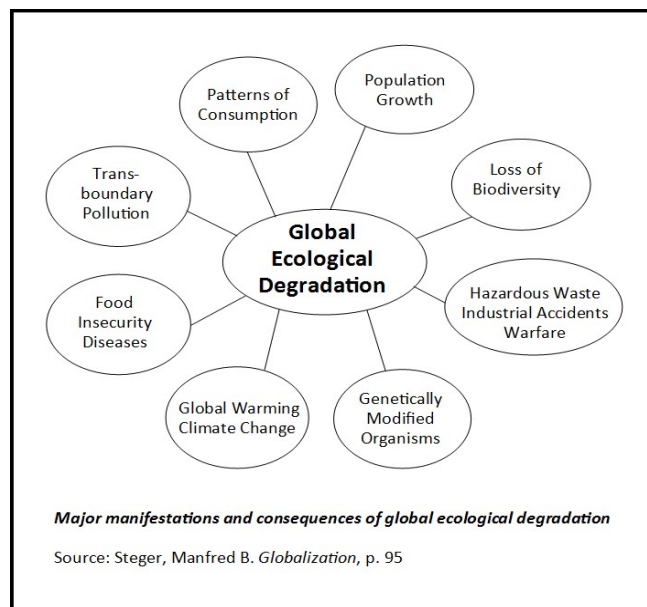 Patterns of
Consumption
Population
Growth
Trans-
boundary
Pollution
Loss of
Biodiversity
Global
Ecological
Degradation
Food
Insecurity
Diseases
Hazardous Waste
Industrial Accidents
Warfare
Global Warming
Climate Change
Genetically
Modified
Organisms
Major manifestations and consequences of global ecological degradation
Source: Steger, Manfred B. Globalization, p. 95